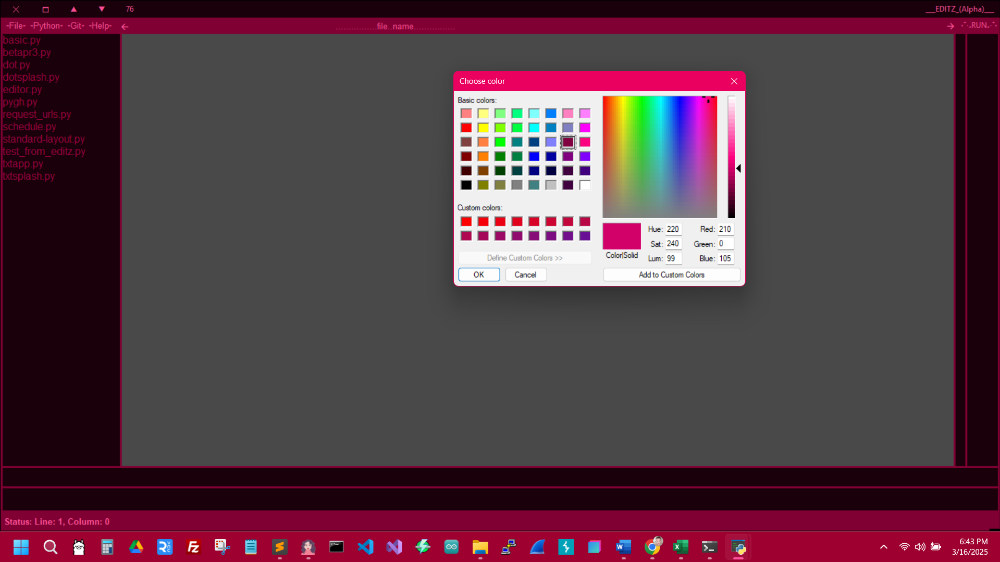 76
__EDITZ_(Alpha)__
-File- -Python- -Git- -Help-
file_name
.RUN.
basic.py
betapr3.py
dot.py
dotsplash.py
editor.py
pygh.py
request_urls.py
schedule.py
standard-layout.py
test_from_editz.py
txtapp.py
txtsplash.py
Choose color
Basic colors:
Custom colors:
Define Custom Colors >>
OK Cancel
Color|Solid
Hue: 220 Red: 210
Sat: 240 Green: 0
Lum: 99 Blue: 105
Add to Custom Colors
Status: Line: 1, Column: 0
6:43 PM
3/16/2025